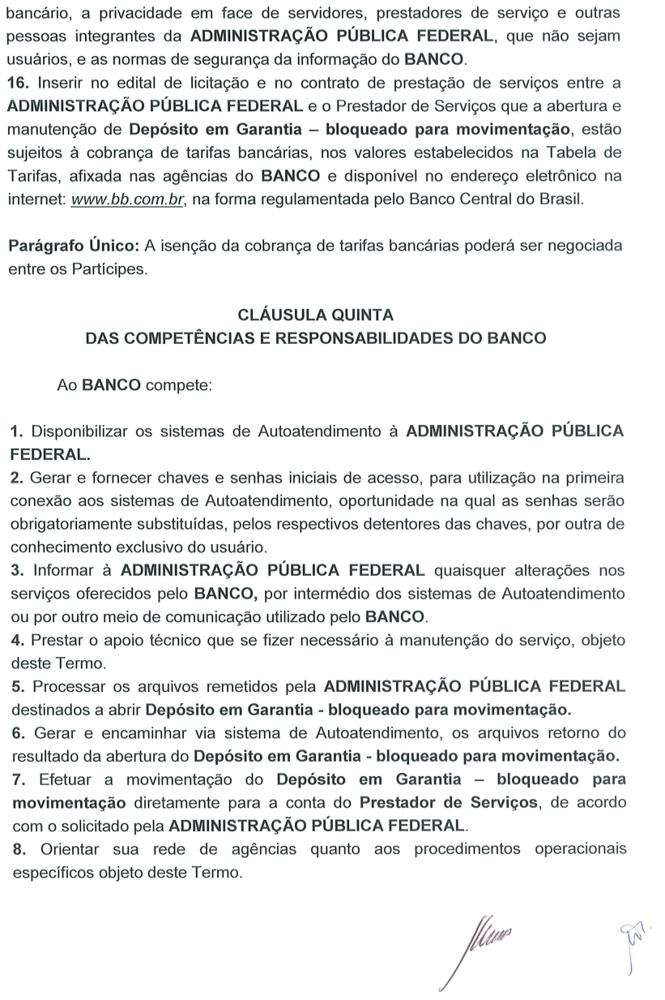 bancário, a privacidade em face de servidores, prestadores de serviço e outras
pessoas integrantes da ADMINISTRAÇÃO PÚBLICA FEDERAL, que não sejam
usuários, e as normas de segurança da informação do BANCO.
16. Inserir no edital de licitação e no contrato de prestação de serviços entre a
ADMINISTRAÇÃO PÚBLICA FEDERAL e o Prestador de Serviços que a abertura e
manutenção de Depósito em Garantia – bloqueado para movimentação, estão
sujeitos à cobrança de tarifas bancárias, nos valores estabelecidos na Tabela de
Tarifas, afixada nas agências do BANCO e disponível no endereço eletrônico na
internet: www.bb.com.br, na forma regulamentada pelo Banco Central do Brasil.
Parágrafo Único: A isenção da cobrança de tarifas bancárias poderá ser negociada
entre os Partícipes.
CLÁUSULA QUINTA
DAS COMPETÊNCIAS E RESPONSABILIDADES DO BANCO
Ao BANCO compete:
1. Disponibilizar os sistemas de Autoatendimento à ADMINISTRAÇÃO PÚBLICA
FEDERAL.
2. Gerar e fornecer chaves e senhas iniciais de acesso, para utilização na primeira
conexão aos sistemas de Autoatendimento, oportunidade na qual as senhas serão
obrigatoriamente substituídas, pelos respectivos detentores das chaves, por outra de
conhecimento exclusivo do usuário.
3. Informar à ADMINISTRAÇÃO PÚBLICA FEDERAL quaisquer alterações nos
serviços oferecidos pelo BANCO, por intermédio dos sistemas de Autoatendimento
ou por outro meio de comunicação utilizado pelo BANCO.
4. Prestar o apoio técnico que se fizer necessário à manutenção do serviço, objeto
deste Termo.
5. Processar os arquivos remetidos pela ADMINISTRAÇÃO PÚBLICA FEDERAL
destinados a abrir Depósito em Garantia - bloqueado para movimentação.
6. Gerar e encaminhar via sistema de Autoatendimento, os arquivos retorno do
resultado da abertura do Depósito em Garantia - bloqueado para movimentação.
7. Efetuar a movimentação do Depósito em Garantia – bloqueado para
movimentação diretamente para a conta do Prestador de Serviços, de acordo
com o solicitado pela ADMINISTRAÇÃO PÚBLICA FEDERAL.
8. Orientar sua rede de agências quanto aos procedimentos operacionais
específicos objeto deste Termo.